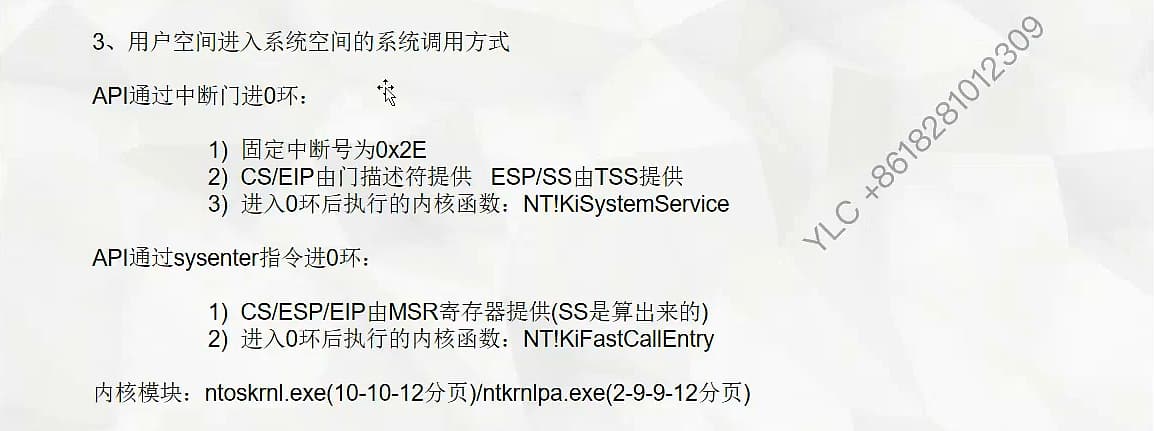 3、用户空间进入系统空间的系统调用方式
API通过中断门进0环：
1) 固定中断号为0x2E
2) CS/EIP由门描述符提供 ESP/SS由TSS提供
3) 进入0环后执行的内核函数：NT!KiSystemService
API通过sysenter指令进0环：
1) CS/ESP/EIP由MSR寄存器提供(SS是算出来的)
2) 进入0环后执行的内核函数：NT!KiFastCallEntry
内核模块：ntoskrnl.exe(10-10-12分页)/ntkrnlpa.exe(2-9-9-12分页)
YLC +8618281012309